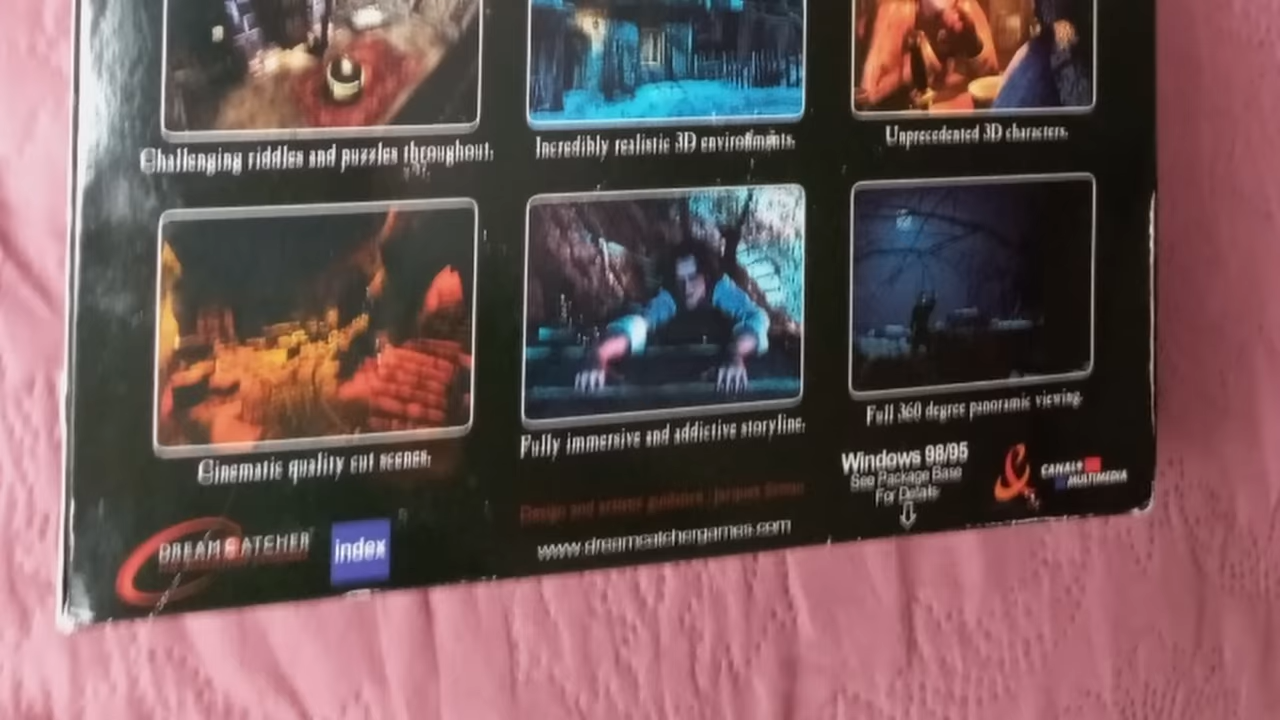 Challenging riddles and puzzles throughout.
Incredibly realistic 3D environments.
Unprecedented 3D characters.
Cinematic quality cut scenes.
Fully immersive and addictive storyline.
Full 360 degree panoramic viewing.
Windows 98/95
See Package Base
For Details
CANAL+
MULTIMEDIA
DREAMCATCHER
index
www.dreamcatchergames.com